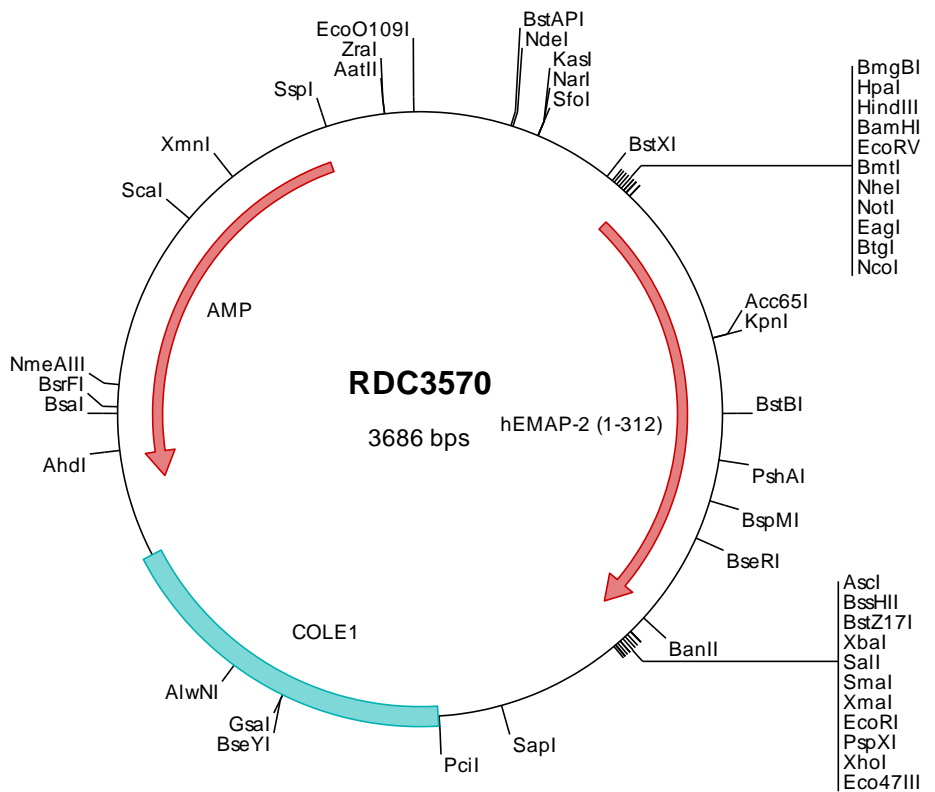 EcoO109I
ZraI
AatII
SspI
XmnI
ScaI
BstAPI
NdeI
KasI
NarI
SfoI
BstXI
BmgBI
HpaI
HindIII
BamHI
EcoRV
BmtI
NheI
NotI
EagI
BtgI
NcoI
AMP
Acc65I
KpnI
NmeAIII
BsrFI
BsaI
AhdI
RDC3570
3686 bps
hEMAP-2 (1-312)
BstBI
PshAI
BspMI
BseRI
AscI
BssHII
BstZ17I
XbaI
SalI
SmaI
XmaI
EcoRI
PspXI
XhoI
Eco47III
BanII
COLE1
AlwNI
GsaI
BseYI
PciI
SapI